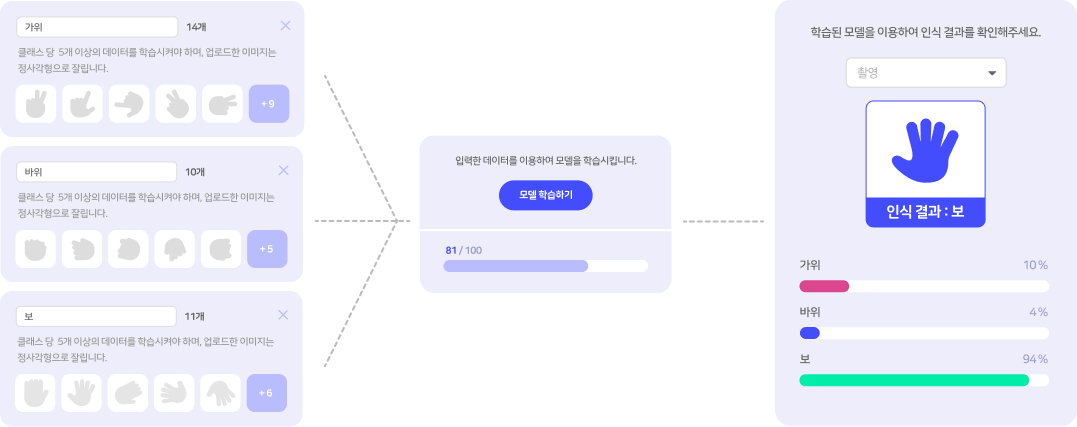 가위 14개
클래스 당 5개 이상의 데이터를 학습시켜야 하며, 업로드한 이미지는
정사각형으로 잘립니다.
+9
바위 10개
클래스 당 5개 이상의 데이터를 학습시켜야 하며, 업로드한 이미지는
정사각형으로 잘립니다.
+5
보 11개
클래스 당 5개 이상의 데이터를 학습시켜야 하며, 업로드한 이미지는
정사각형으로 잘립니다.
+6
입력한 데이터를 이용하여 모델을 학습시킵니다.
모델 학습하기
81 / 100
학습된 모델을 이용하여 인식 결과를 확인해주세요.
촬영
인식 결과 : 보
가위 10%
바위 4%
보 94%